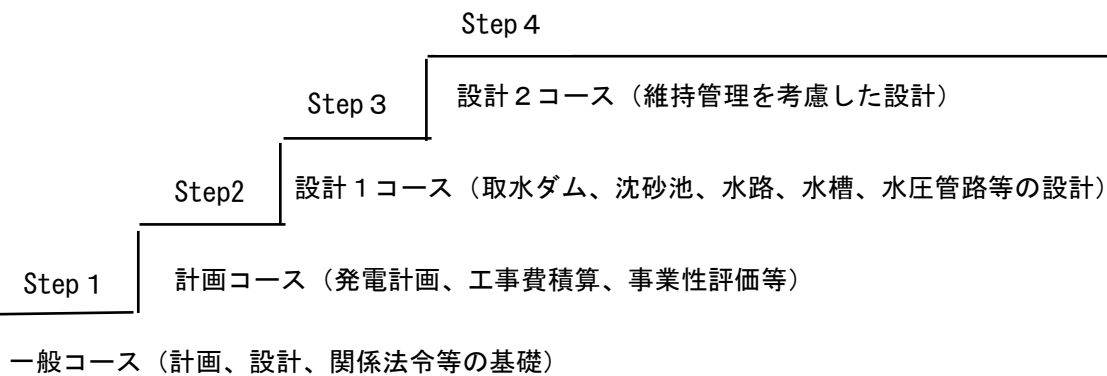 Step４
設計２コース（維持管理を考慮した設計）
Step３
設計１コース（取水ダム、沈砂池、水路、水槽、水圧管路等の設計）
Step2
計画コース（発電計画、工事費積算、事業性評価等）
Step１
一般コース（計画、設計、関係法令等の基礎）